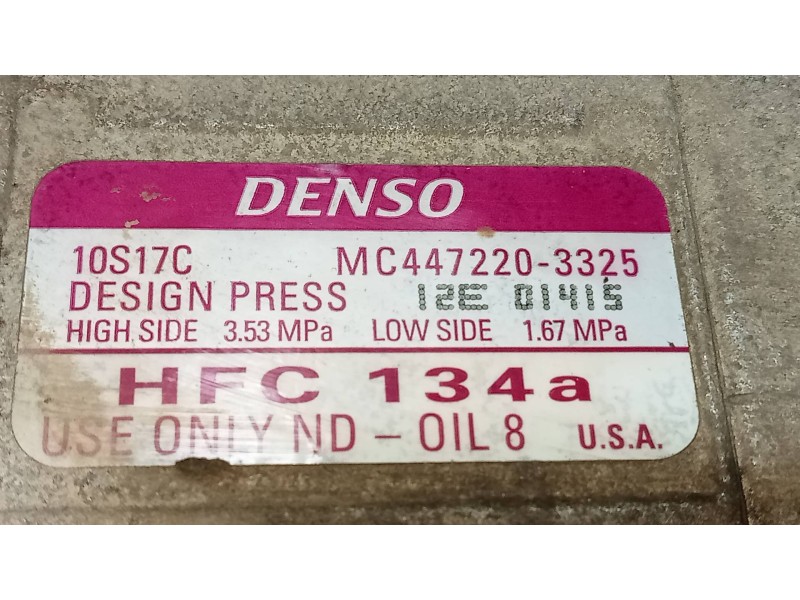 DENSO
10S17C MC447220-3325
DESIGN PRESS 12E 01415
HIGH SIDE 3.53 MPa LOW SIDE 1.67 MPa
HFC 134a
USE ONLY ND-OIL 8 U.S.A.